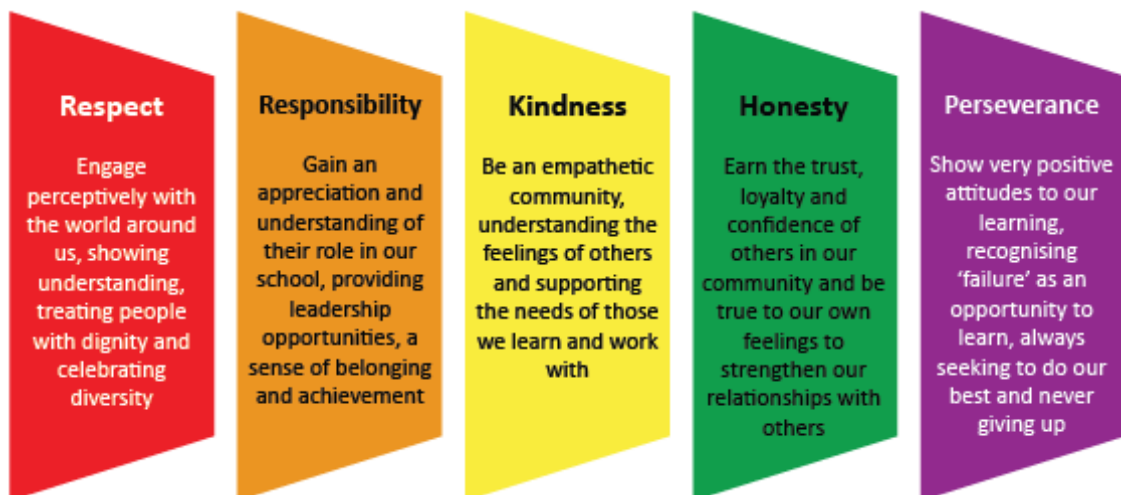 Respect
Engage
perceptively with
the world around
us, showing
understanding,
treating people
with dignity and
celebrating
diversity
Responsibility
Gain an
appreciation and
understanding of
their role in our
school, providing
leadership
opportunities, a
sense of belonging
and achievement
Kindness
Be an empathetic
community,
understanding the
feelings of others
and supporting
the needs of those
we learn and work
with
Honesty
Earn the trust,
loyalty and
confidence of
others in our
community and be
true to our own
feelings to
strengthen our
relationships with
others
Perseverance
Show very positive
attitudes to our
learning,
recognising
‘failure’ as an
opportunity to
learn, always
seeking to do our
best and never
giving up